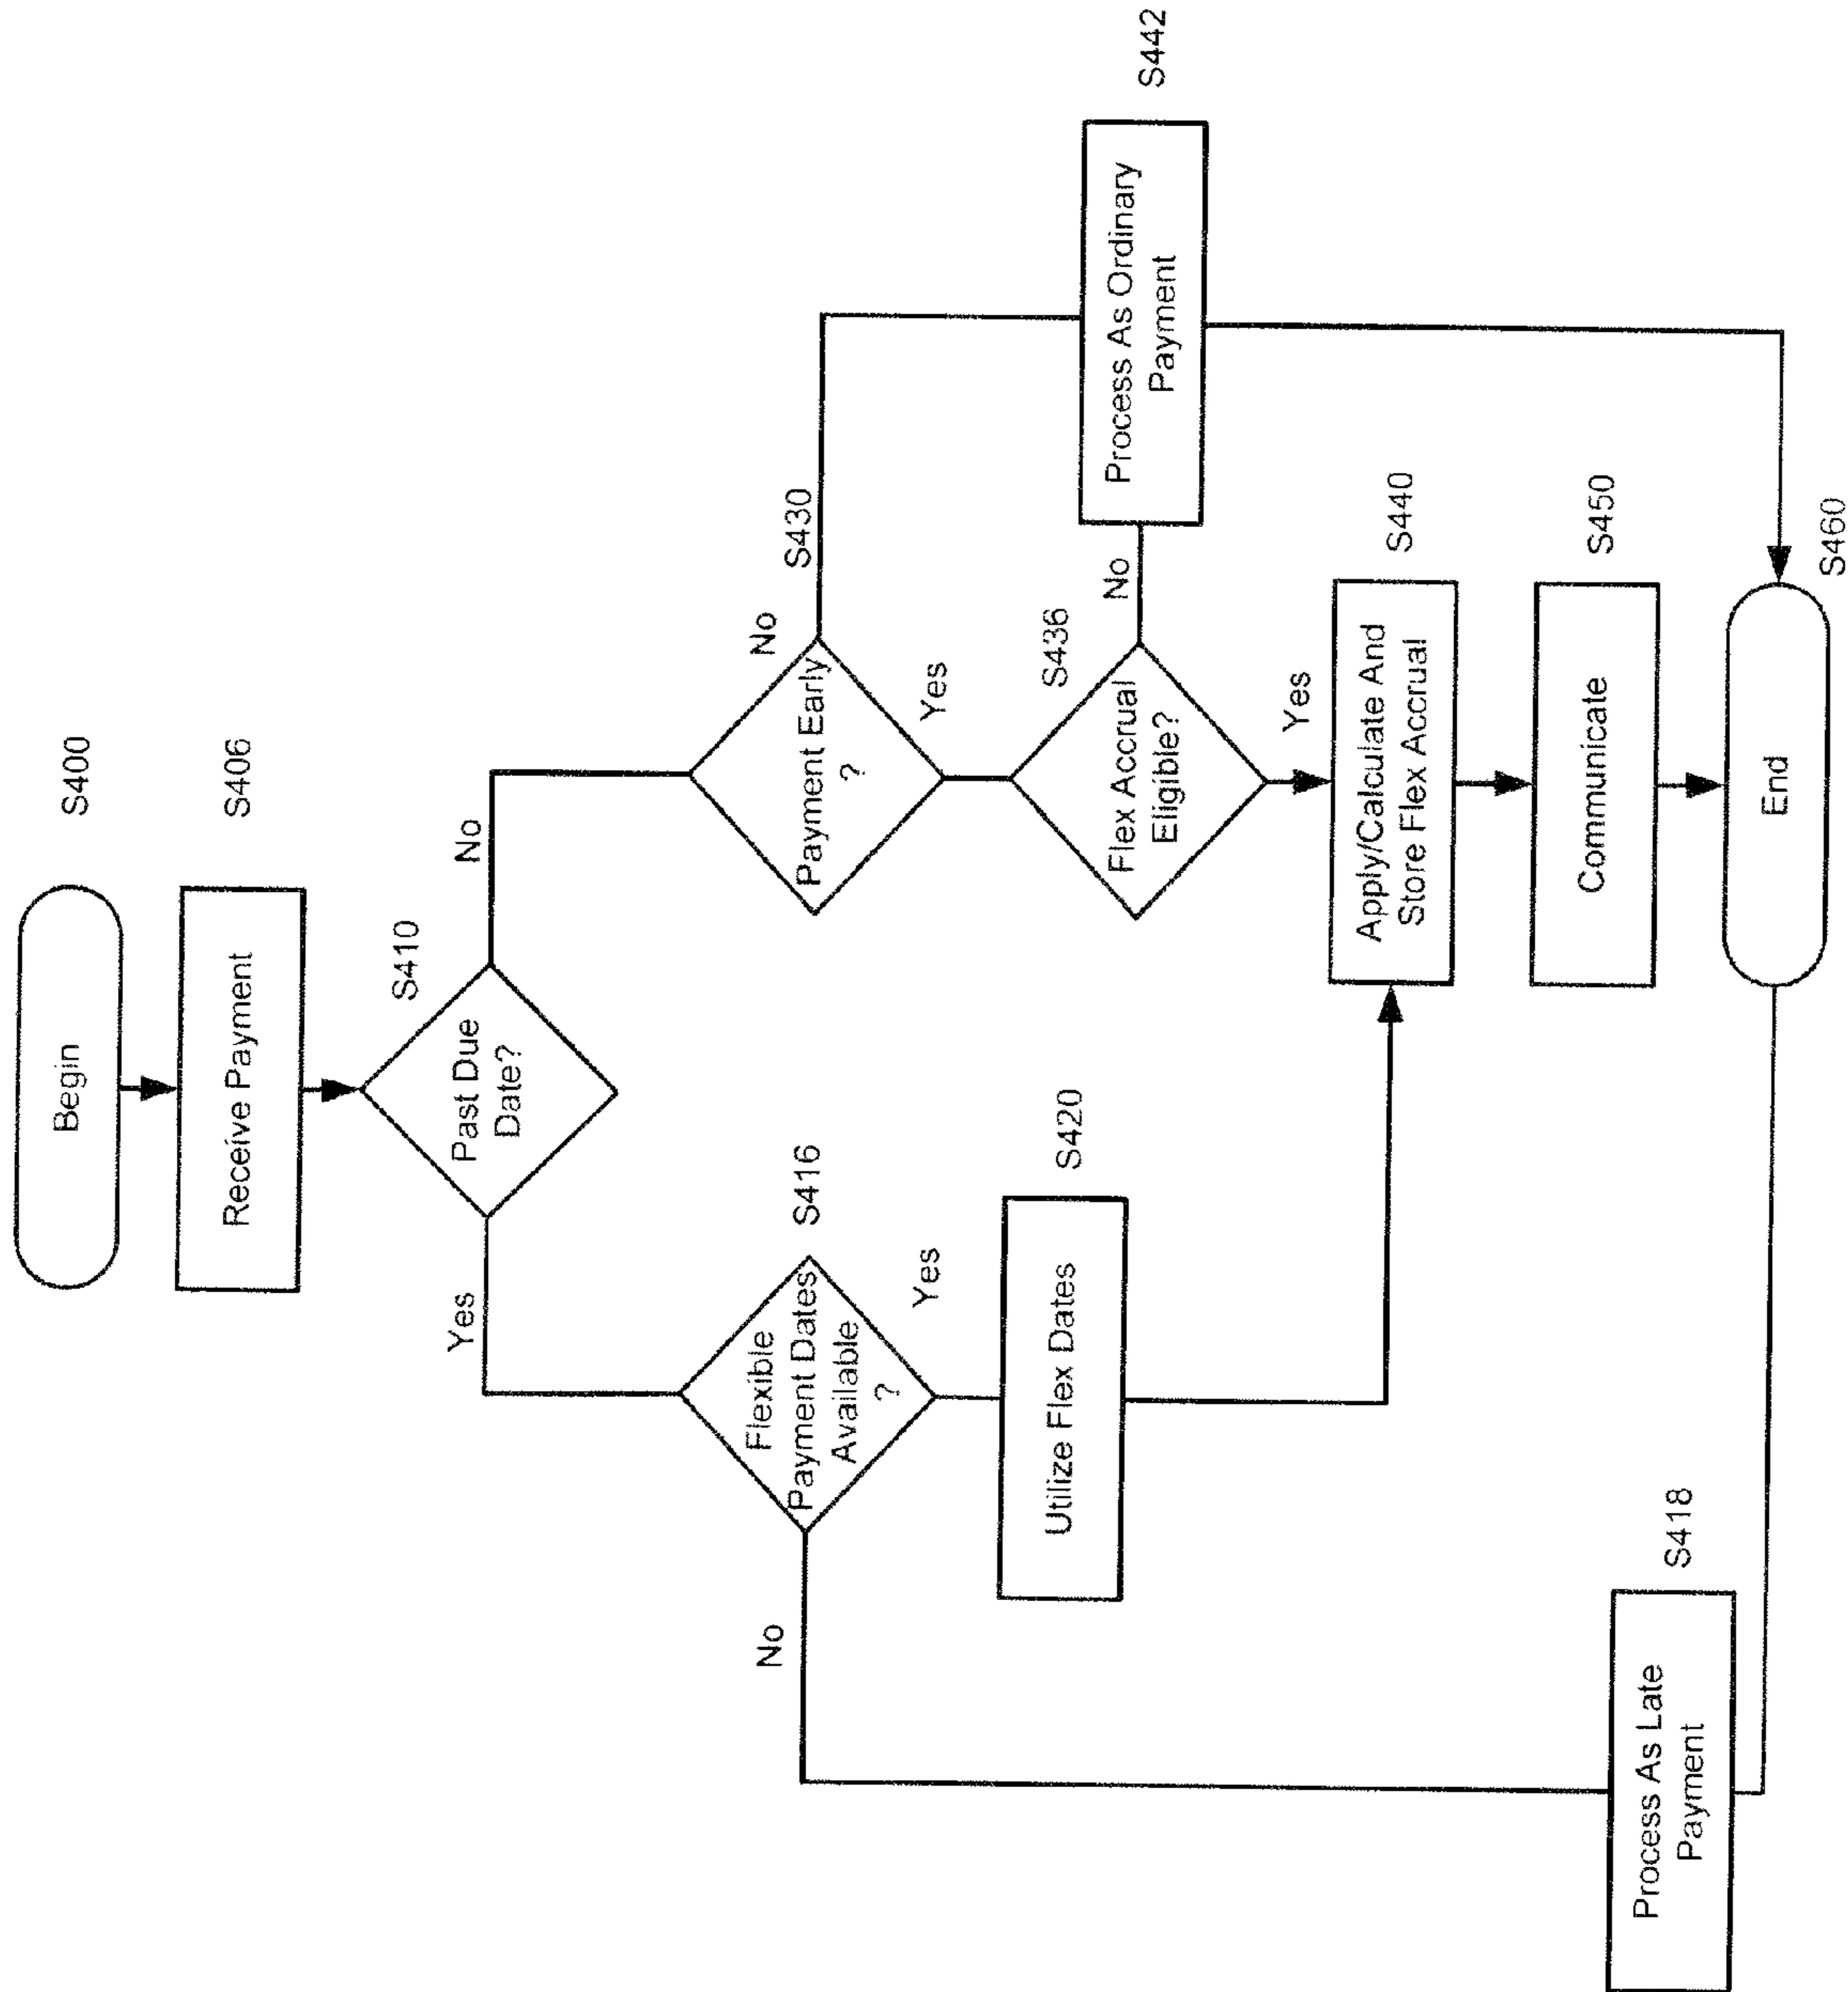 Begin
S400
Receive Payment
S406
Past Due
Date?
S410
Yes
No
Flexible
Payment Dates
Available
?
S416
Payment Early
?
S430
No
Yes
No
Yes
Utilize Flex Dates
S420
Flex Accrual
Eligible?
S436
No
Yes
Process As Ordinary
Payment
S442
Apply/Calculate And
Store Flex Accrual
S440
Communicate
S450
Process As Late
Payment
S418
End
S460